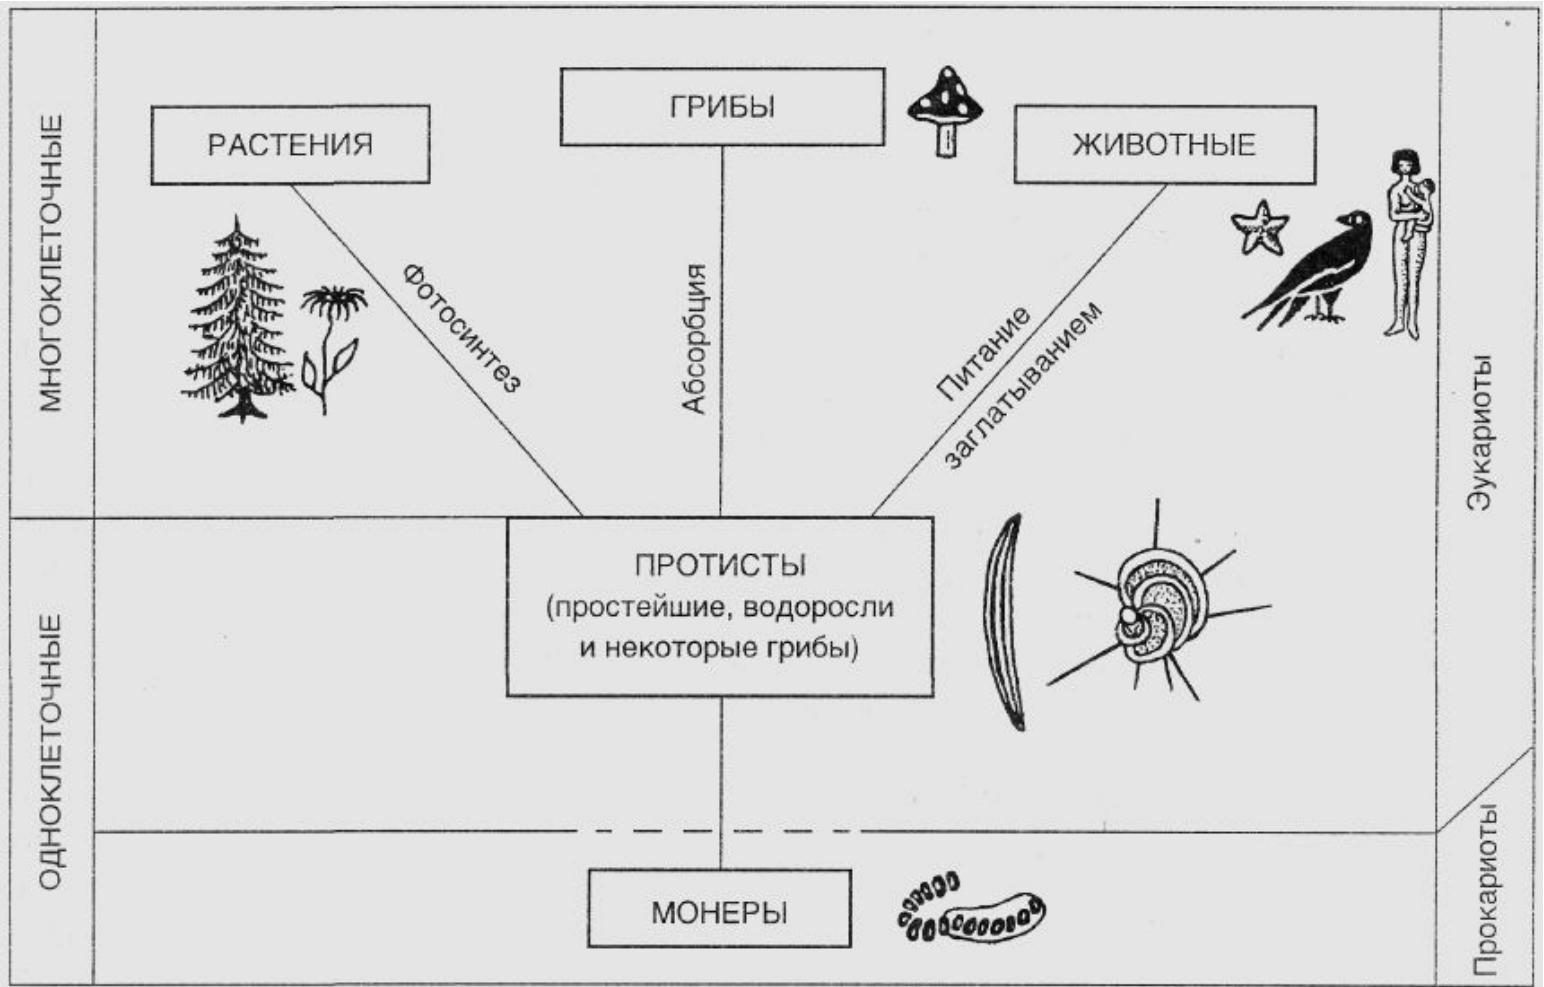 МНОГОКЛЕТОЧНЫЕ
ОДНОКЛЕТОЧНЫЕ
РАСТЕНИЯ
ГРИБЫ
ЖИВОТНЫЕ
Фотосинтез
Абсорбция
Питание
заглатыванием
ПРОТИСТЫ
(простейшие, водоросли
и некоторые грибы)
МОНЕРЫ
Эукариоты
Прокариоты